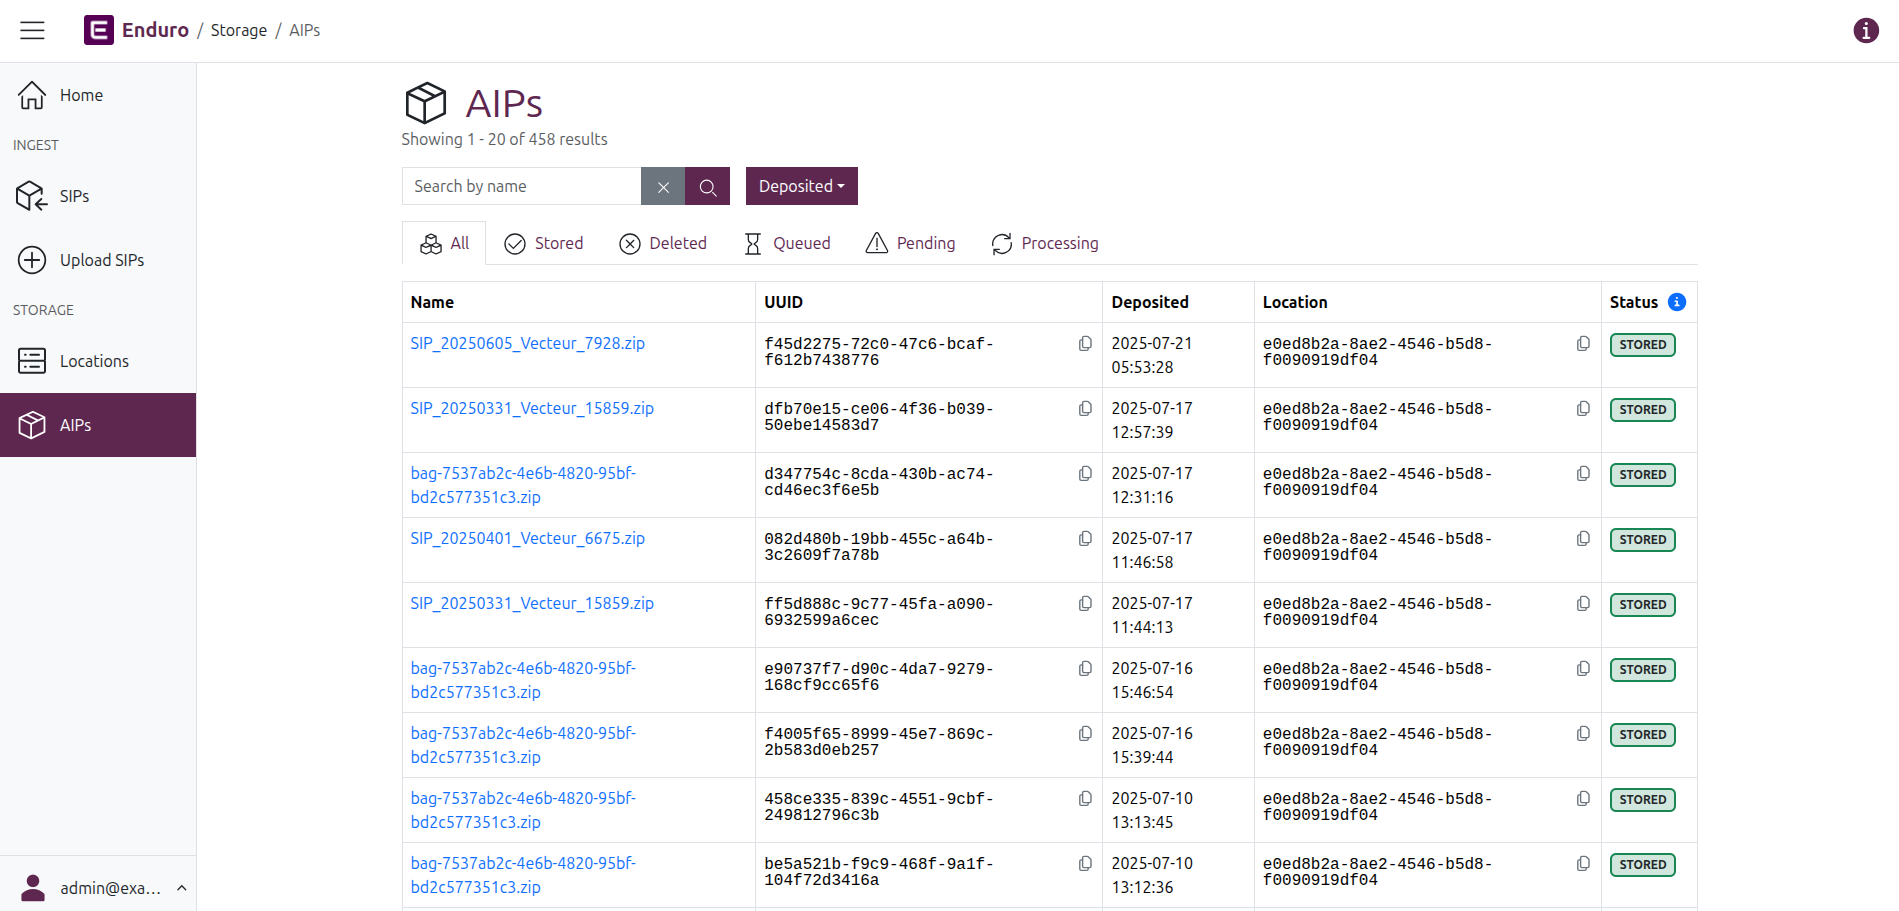 Enduro / Storage / AIPs
Home
INGEST
SIPs
Upload SIPs
STORAGE
Locations
AIPs
admin@exa...
AIPs
Showing 1 - 20 of 458 results
Search by name
Deposited
All Stored Deleted Queued Pending Processing
Name UUID Deposited Location Status
SIP_20250605_Vecteur_7928.zip f45d2275-72c0-47c6-bcaf- 2025-07-21 e0ed8b2a-8ae2-4546-b5d8- STORED
f612b7438776 05:53:28 f0090919df04
SIP_20250331_Vecteur_15859.zip dfb70e15-ce06-4f36-b039- 2025-07-17 e0ed8b2a-8ae2-4546-b5d8- STORED
50ebe14583d7 12:57:39 f0090919df04
bag-7537ab2c-4e6b-4820-95bf- d347754c-8cda-430b-ac74- 2025-07-17 e0ed8b2a-8ae2-4546-b5d8- STORED
bd2c577351c3.zip cd46ec3f6e5b 12:31:16 f0090919df04
SIP_20250401_Vecteur_6675.zip 082d480b-19bb-455c-a64b- 2025-07-17 e0ed8b2a-8ae2-4546-b5d8- STORED
3c2609f7a78b 11:46:58 f0090919df04
SIP_20250331_Vecteur_15859.zip ff5d888c-9c77-45fa-a090- 2025-07-17 e0ed8b2a-8ae2-4546-b5d8- STORED
6932599a6cec 11:44:13 f0090919df04
bag-7537ab2c-4e6b-4820-95bf- e90737f7-d90c-4da7-9279- 2025-07-16 e0ed8b2a-8ae2-4546-b5d8- STORED
bd2c577351c3.zip 168cf9cc65f6 15:46:54 f0090919df04
bag-7537ab2c-4e6b-4820-95bf- f4005f65-8999-45e7-869c- 2025-07-16 e0ed8b2a-8ae2-4546-b5d8- STORED
bd2c577351c3.zip 2b583d0eb257 15:39:44 f0090919df04
bag-7537ab2c-4e6b-4820-95bf- 458ce335-839c-4551-9cbf- 2025-07-10 e0ed8b2a-8ae2-4546-b5d8- STORED
bd2c577351c3.zip 249812796c3b 13:13:45 f0090919df04
bag-7537ab2c-4e6b-4820-95bf- be5a521b-f9c9-468f-9a1f- 2025-07-10 e0ed8b2a-8ae2-4546-b5d8- STORED
bd2c577351c3.zip 104f72d3416a 13:12:36 f0090919df04